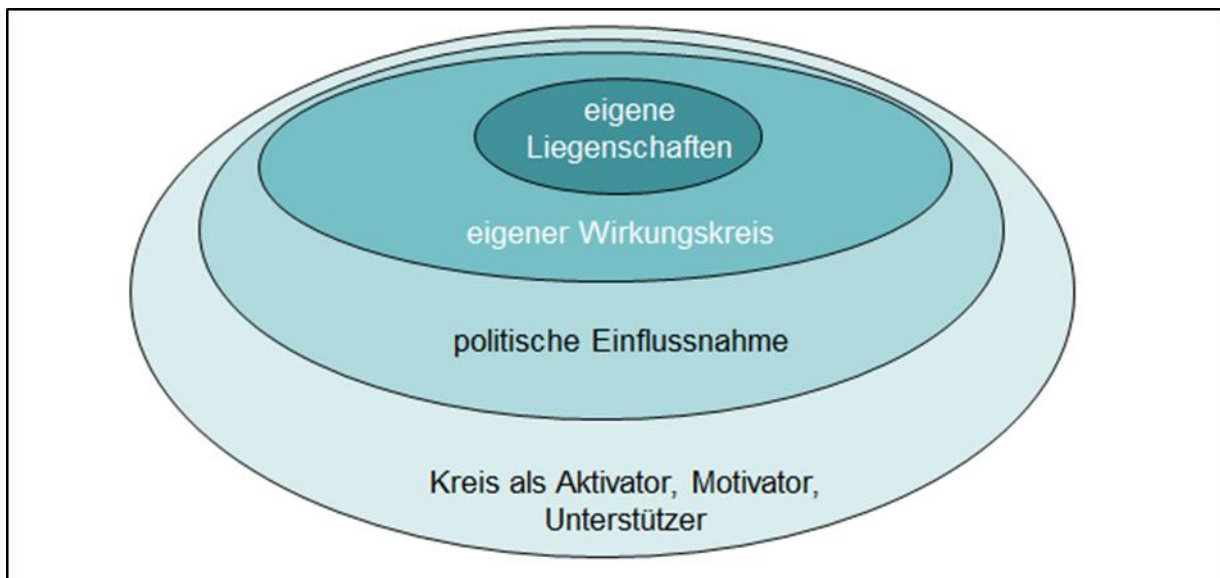 eigene
Liegenschaften
eigener Wirkungskreis
politische Einflussnahme
Kreis als Aktivator, Motivator,
Unterstützer